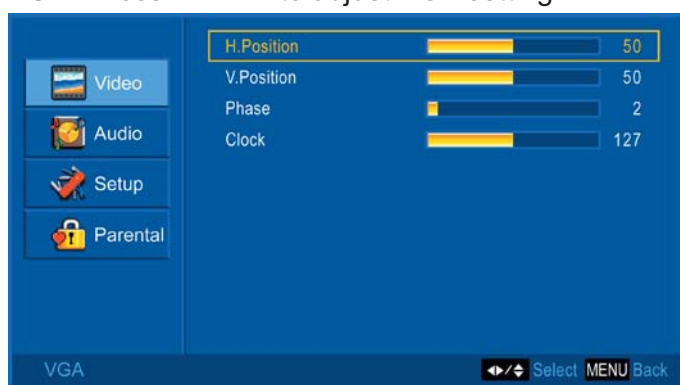 H.Position 50
V.Position 50
Phase 2
Clock 127
Video
Audio
Setup
Parental
VGA
Select MENU Back